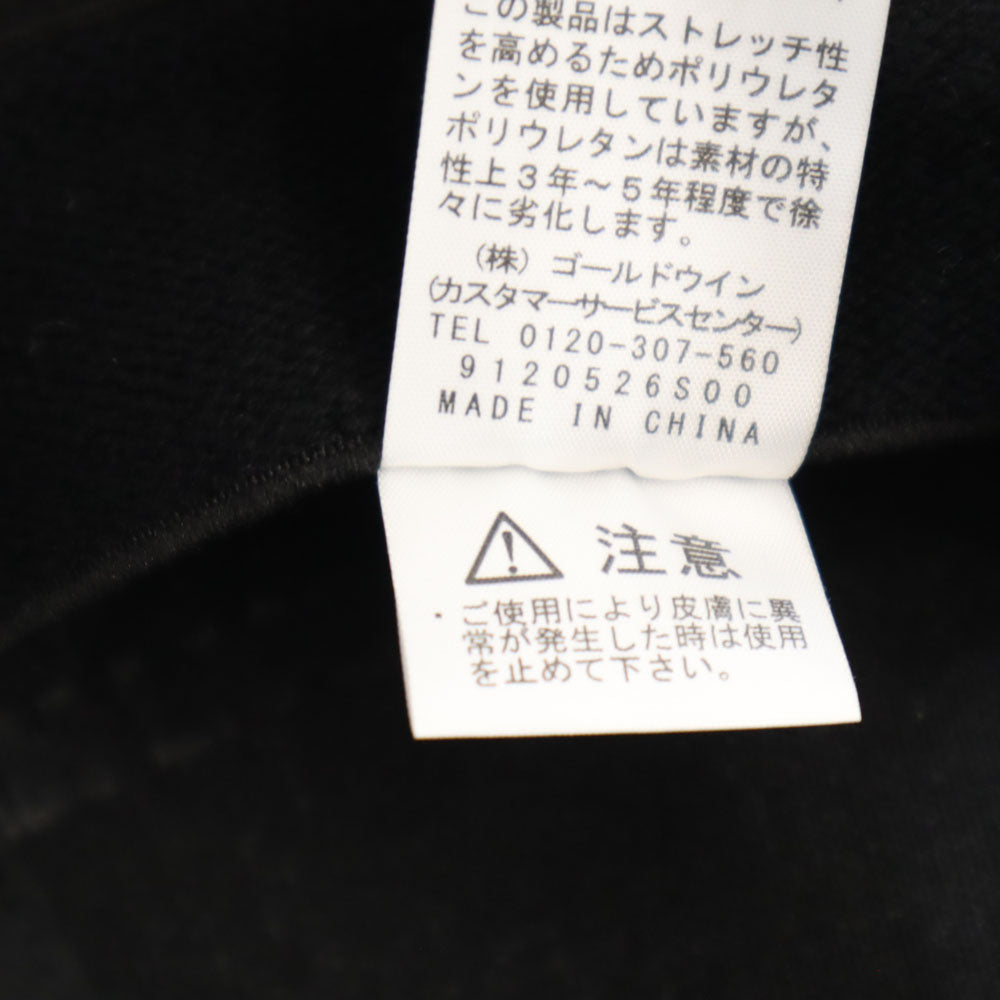 この製品はストレッチ性
を高めるためポリウレタ
ンを使用していますが、
ポリウレタンは素材の特
性上３年～５年程度で徐
々に劣化します。
（株）ゴールドウイン
(カスタマーサービスセンター)
TEL 0120-307-560
9120526S00
MADE IN CHINA
注意
・ご使用により皮膚に異
常が発生した時は使用
を止めて下さい。